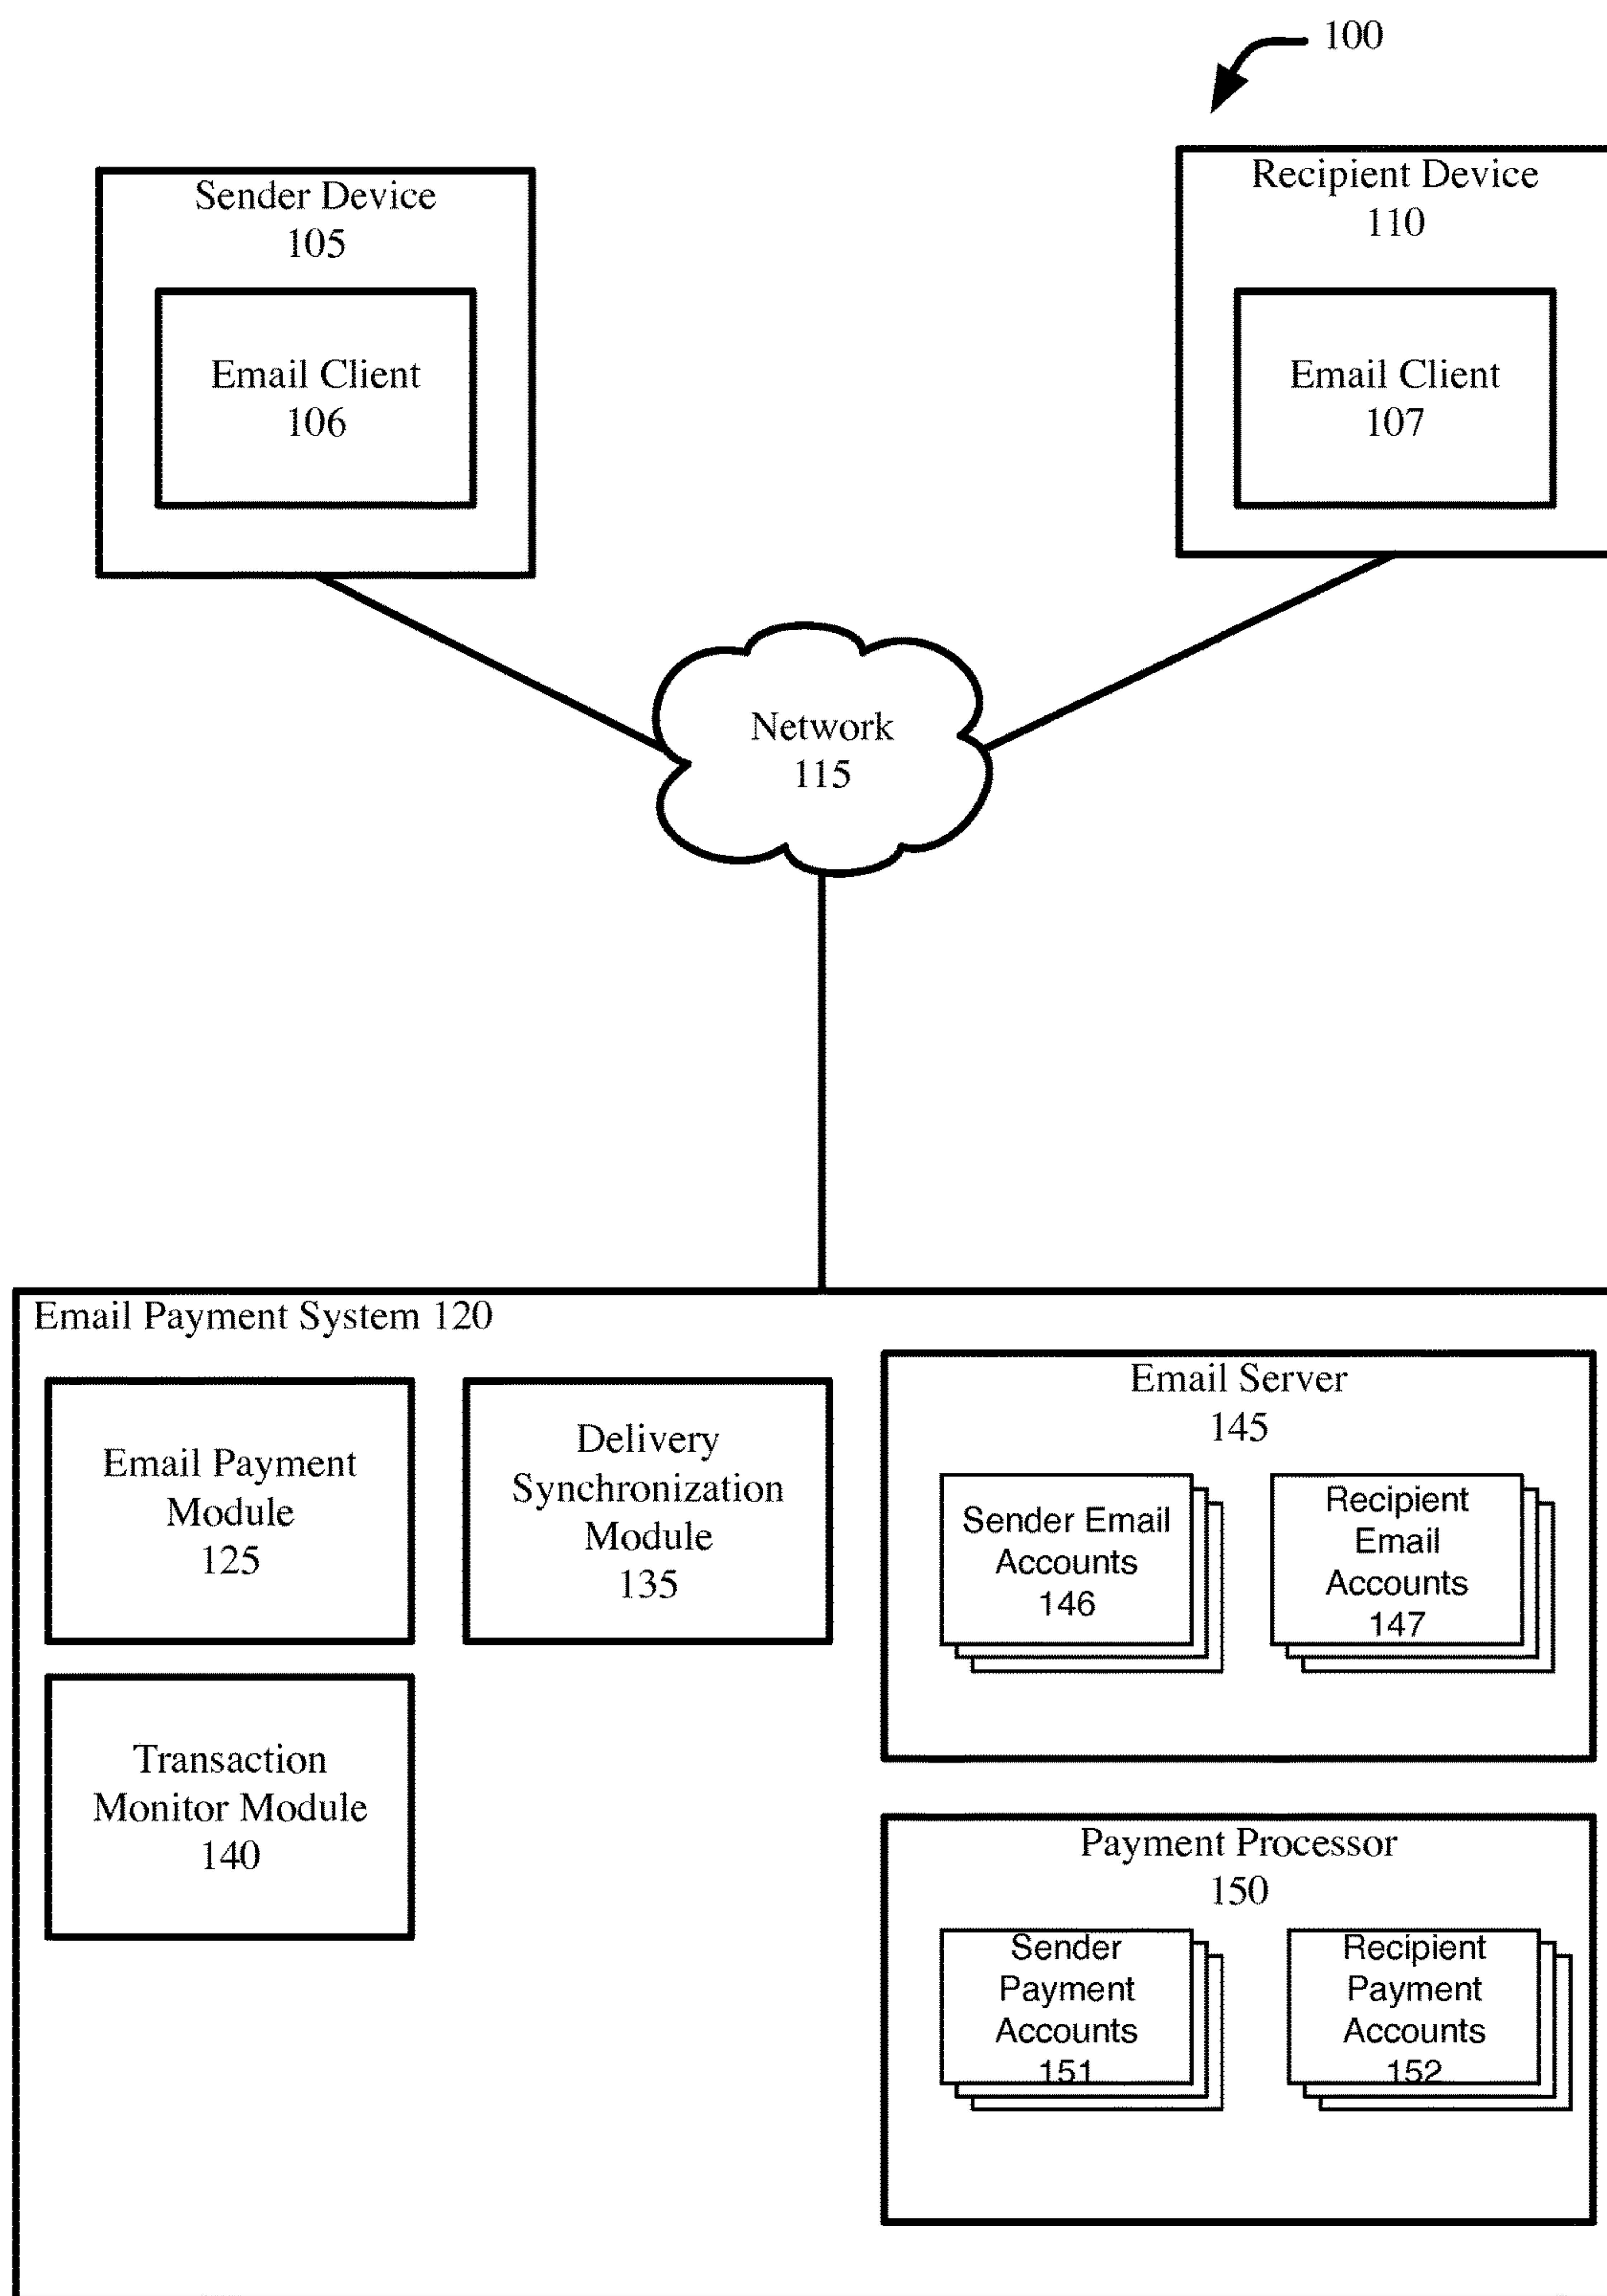 100
Sender Device
105
Email Client
106
Recipient Device
110
Email Client
107
Network
115
Email Payment System 120
Email Payment
Module
125
Delivery
Synchronization
Module
135
Transaction
Monitor Module
140
Email Server
145
Sender Email
Accounts
146
Recipient
Email
Accounts
147
Payment Processor
150
Sender
Payment
Accounts
151
Recipient
Payment
Accounts
152